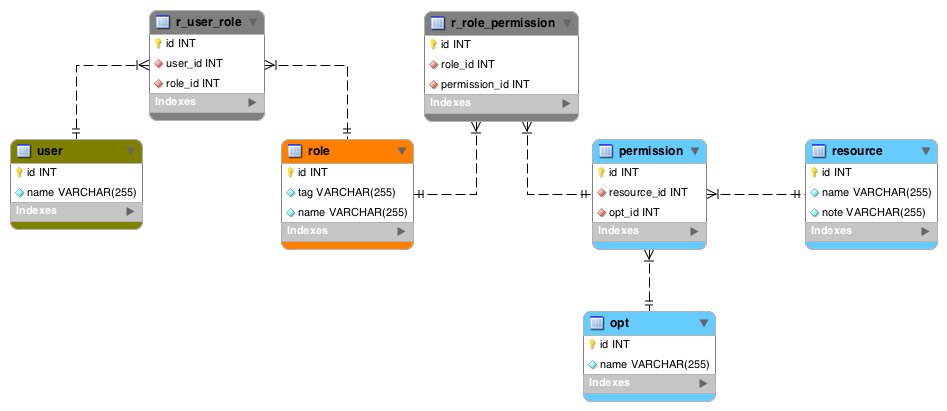 r_user_role
id INT
user_id INT
role_id INT
Indexes
r_role_permission
id INT
role_id INT
permission_id INT
Indexes
user
id INT
name VARCHAR(255)
Indexes
role
id INT
tag VARCHAR(255)
name VARCHAR(255)
Indexes
permission
id INT
resource_id INT
opt_id INT
Indexes
resource
id INT
name VARCHAR(255)
note VARCHAR(255)
Indexes
opt
id INT
name VARCHAR(255)
Indexes